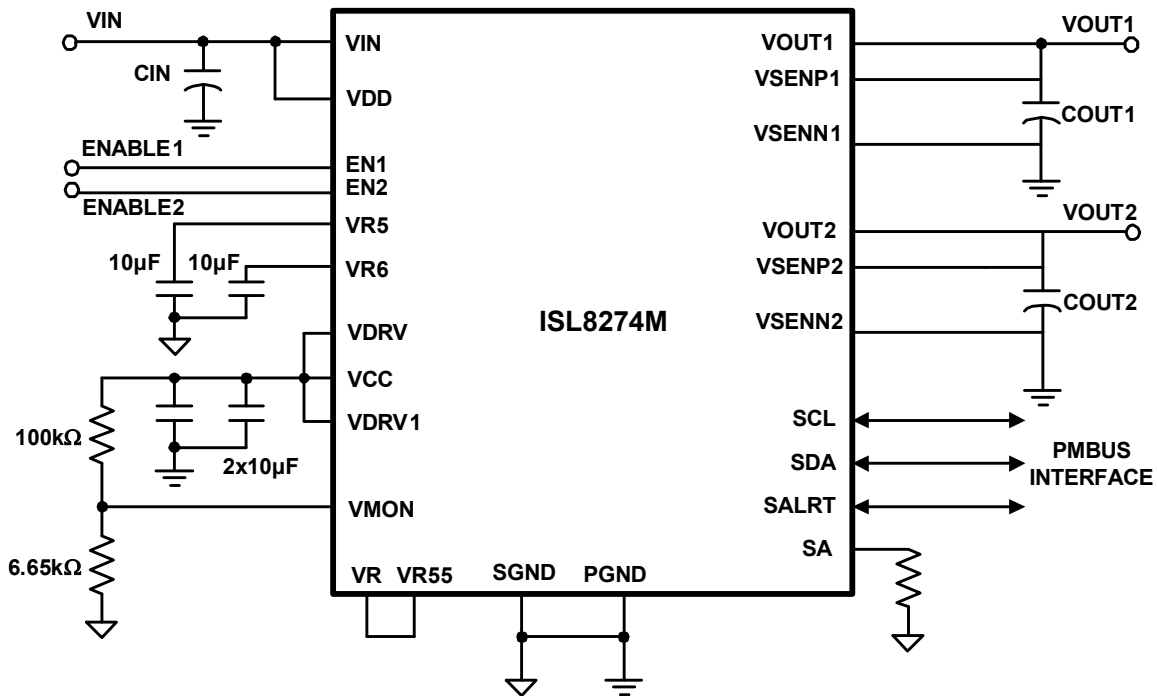 VIN
VIN
CIN
VDD
ENABLE1
EN1
EN2
ENABLE2
VR5
10µF
10µF
VR6
VDRV
VCC
VDRV1
100kΩ
2x10µF
VMON
6.65kΩ
VR
VR55
SGND
PGND
ISL8274M
VOUT1
VOUT1
VSENP1
COUT1
VSENN1
VOUT2
VOUT2
VSENP2
COUT2
VSENN2
SCL
SDA
PMBUS
INTERFACE
SALRT
SA